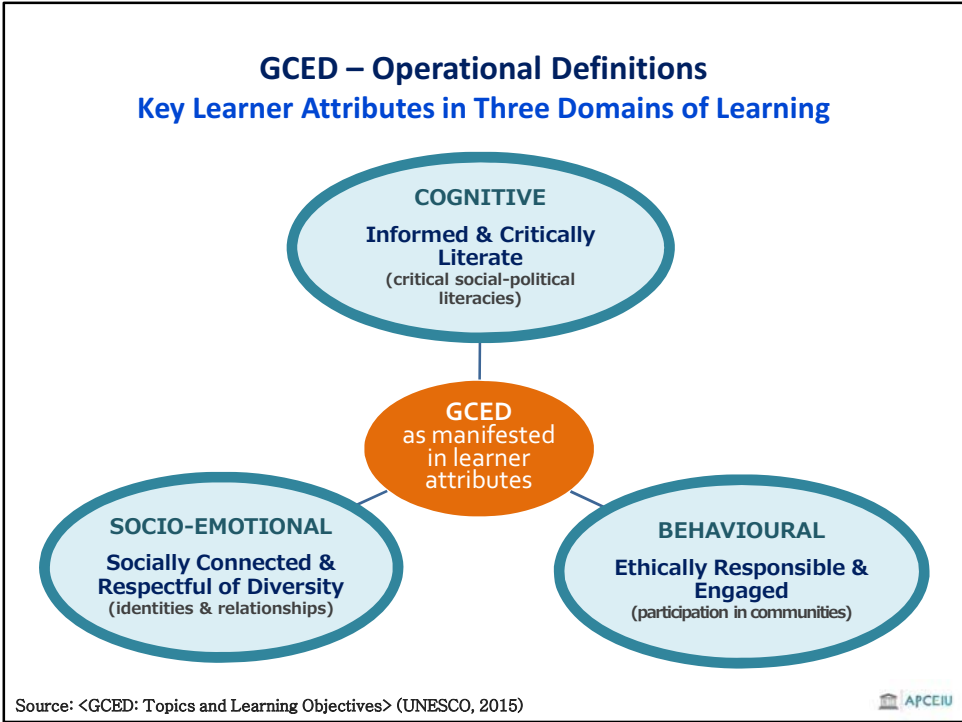 GCED – Operational Definitions
Key Learner Attributes in Three Domains of Learning
COGNITIVE
Informed & Critically
Literate
(critical social-political
literacies)
GCED
as manifested
in learner
attributes
SOCIO-EMOTIONAL
Socially Connected &
Respectful of Diversity
(identities & relationships)
BEHAVIOURAL
Ethically Responsible &
Engaged
(participation in communities)
Source: <GCED: Topics and Learning Objectives> (UNESCO, 2015)
APCEIU